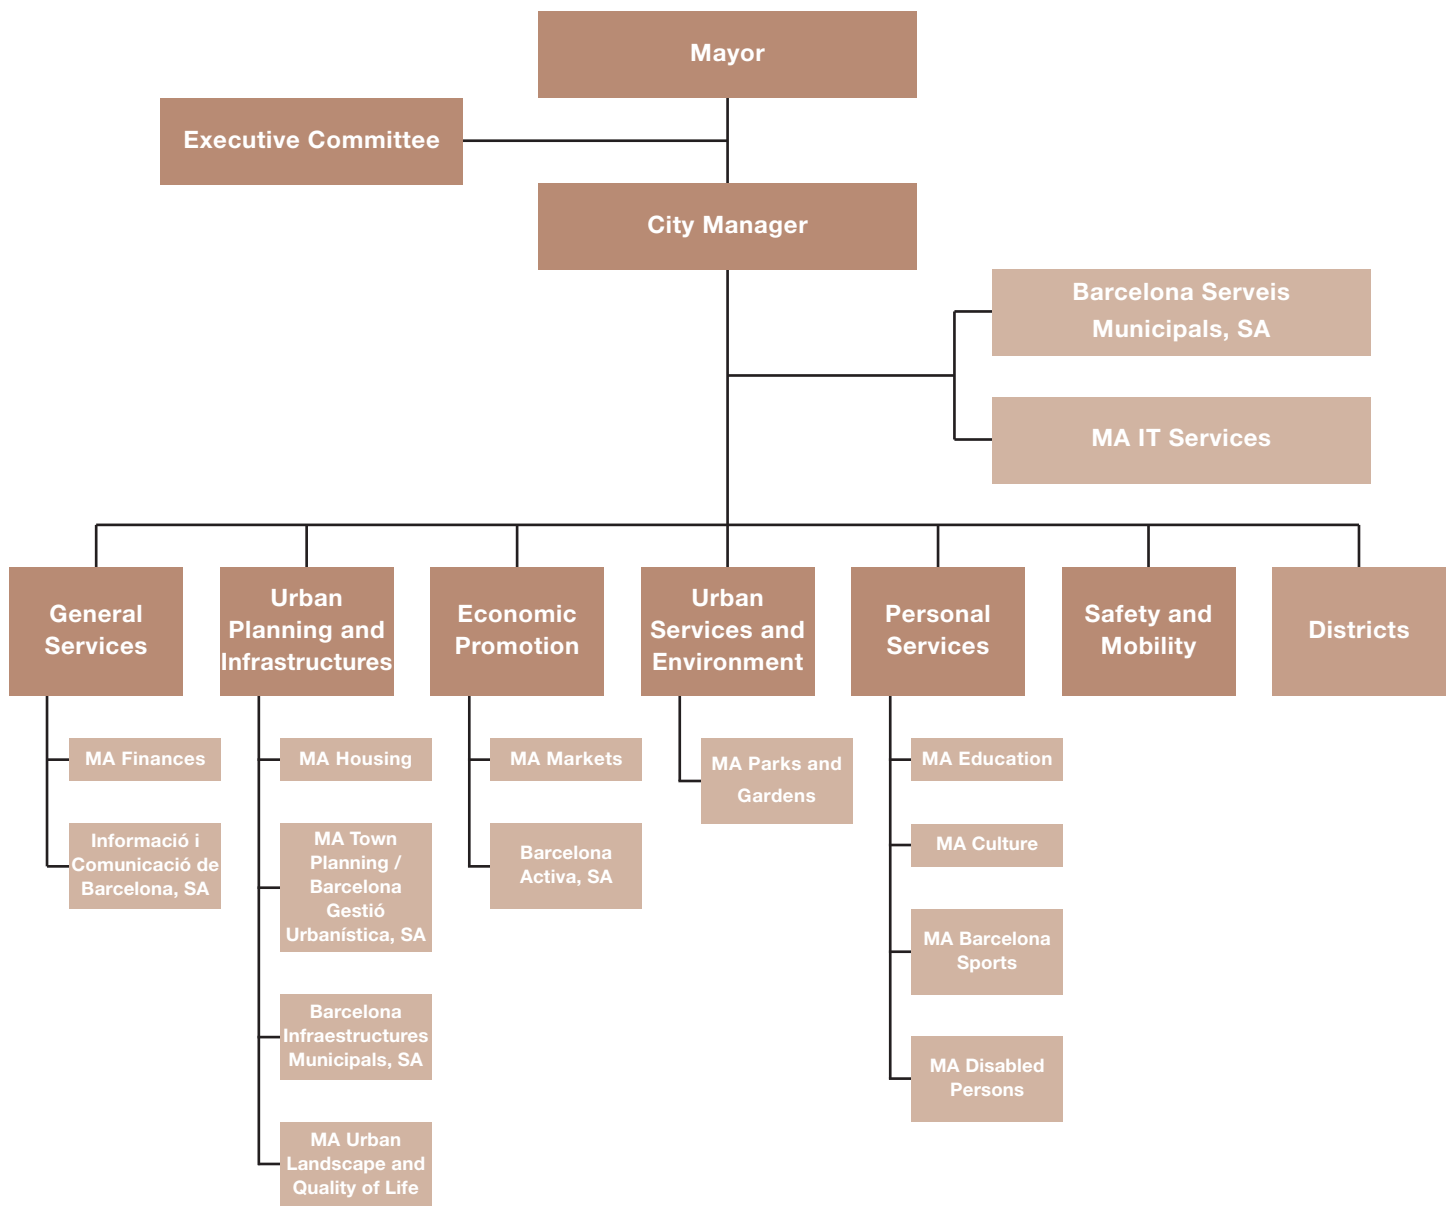 Mayor
Executive Committee
City Manager
Barcelona Serveis
Municipals, SA
MA IT Services
General
Services
Urban
Planning and
Infrastructures
Economic
Promotion
Urban
Services and
Environment
Personal
Services
Safety and
Mobility
Districts
MA Finances
Informació i
Comunicació de
Barcelona, SA
MA Housing
MA Town
Planning /
Barcelona
Gestió
Urbanística, SA
Barcelona
Infraestructures
Municipals, SA
MA Urban
Landscape and
Quality of Life
MA Markets
Barcelona
Activa, SA
MA Parks and
Gardens
MA Education
MA Culture
MA Barcelona
Sports
MA Disabled
Persons